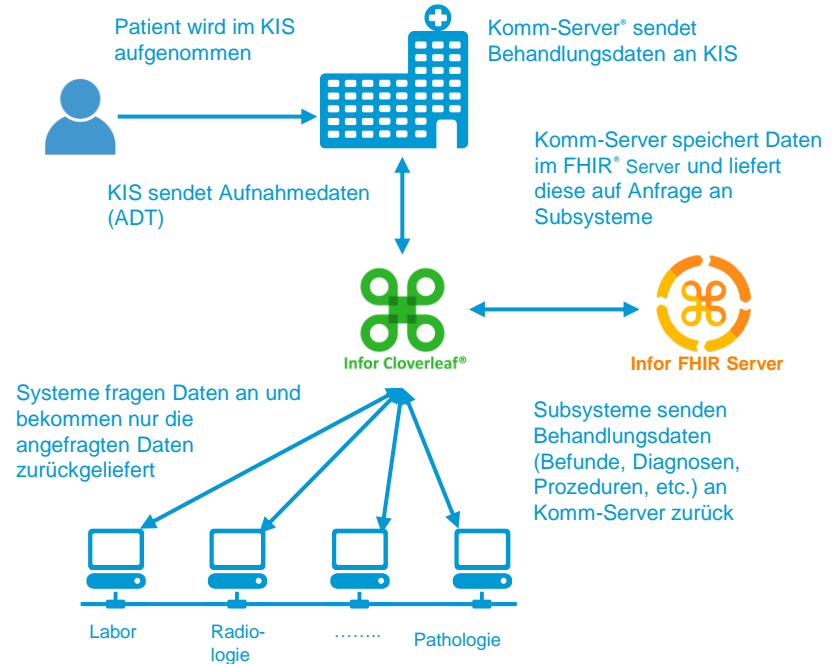 Patient wird im KIS
aufgenommen
Komm-Server® sendet
Behandlungsdaten an KIS
Komm-Server speichert Daten
im FHIR® Server und liefert
diese auf Anfrage an
Subsysteme
KIS sendet Aufnahmedaten
(ADT)
Infor Cloverleaf®
Infor FHIR Server
Systeme fragen Daten an und
bekommen nur die
angefragten Daten
zurückgeliefert
Subsysteme senden
Behandlungsdaten
(Befunde, Diagnosen,
Prozeduren, etc.) an
Komm-Server zurück
Labor
Radio-
logie
……..
Pathologie